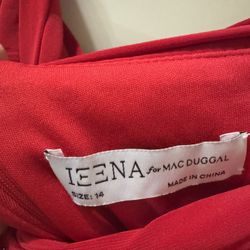 IEENA for MAC DUGGAL
MADE IN CHINA
SIZE: 14